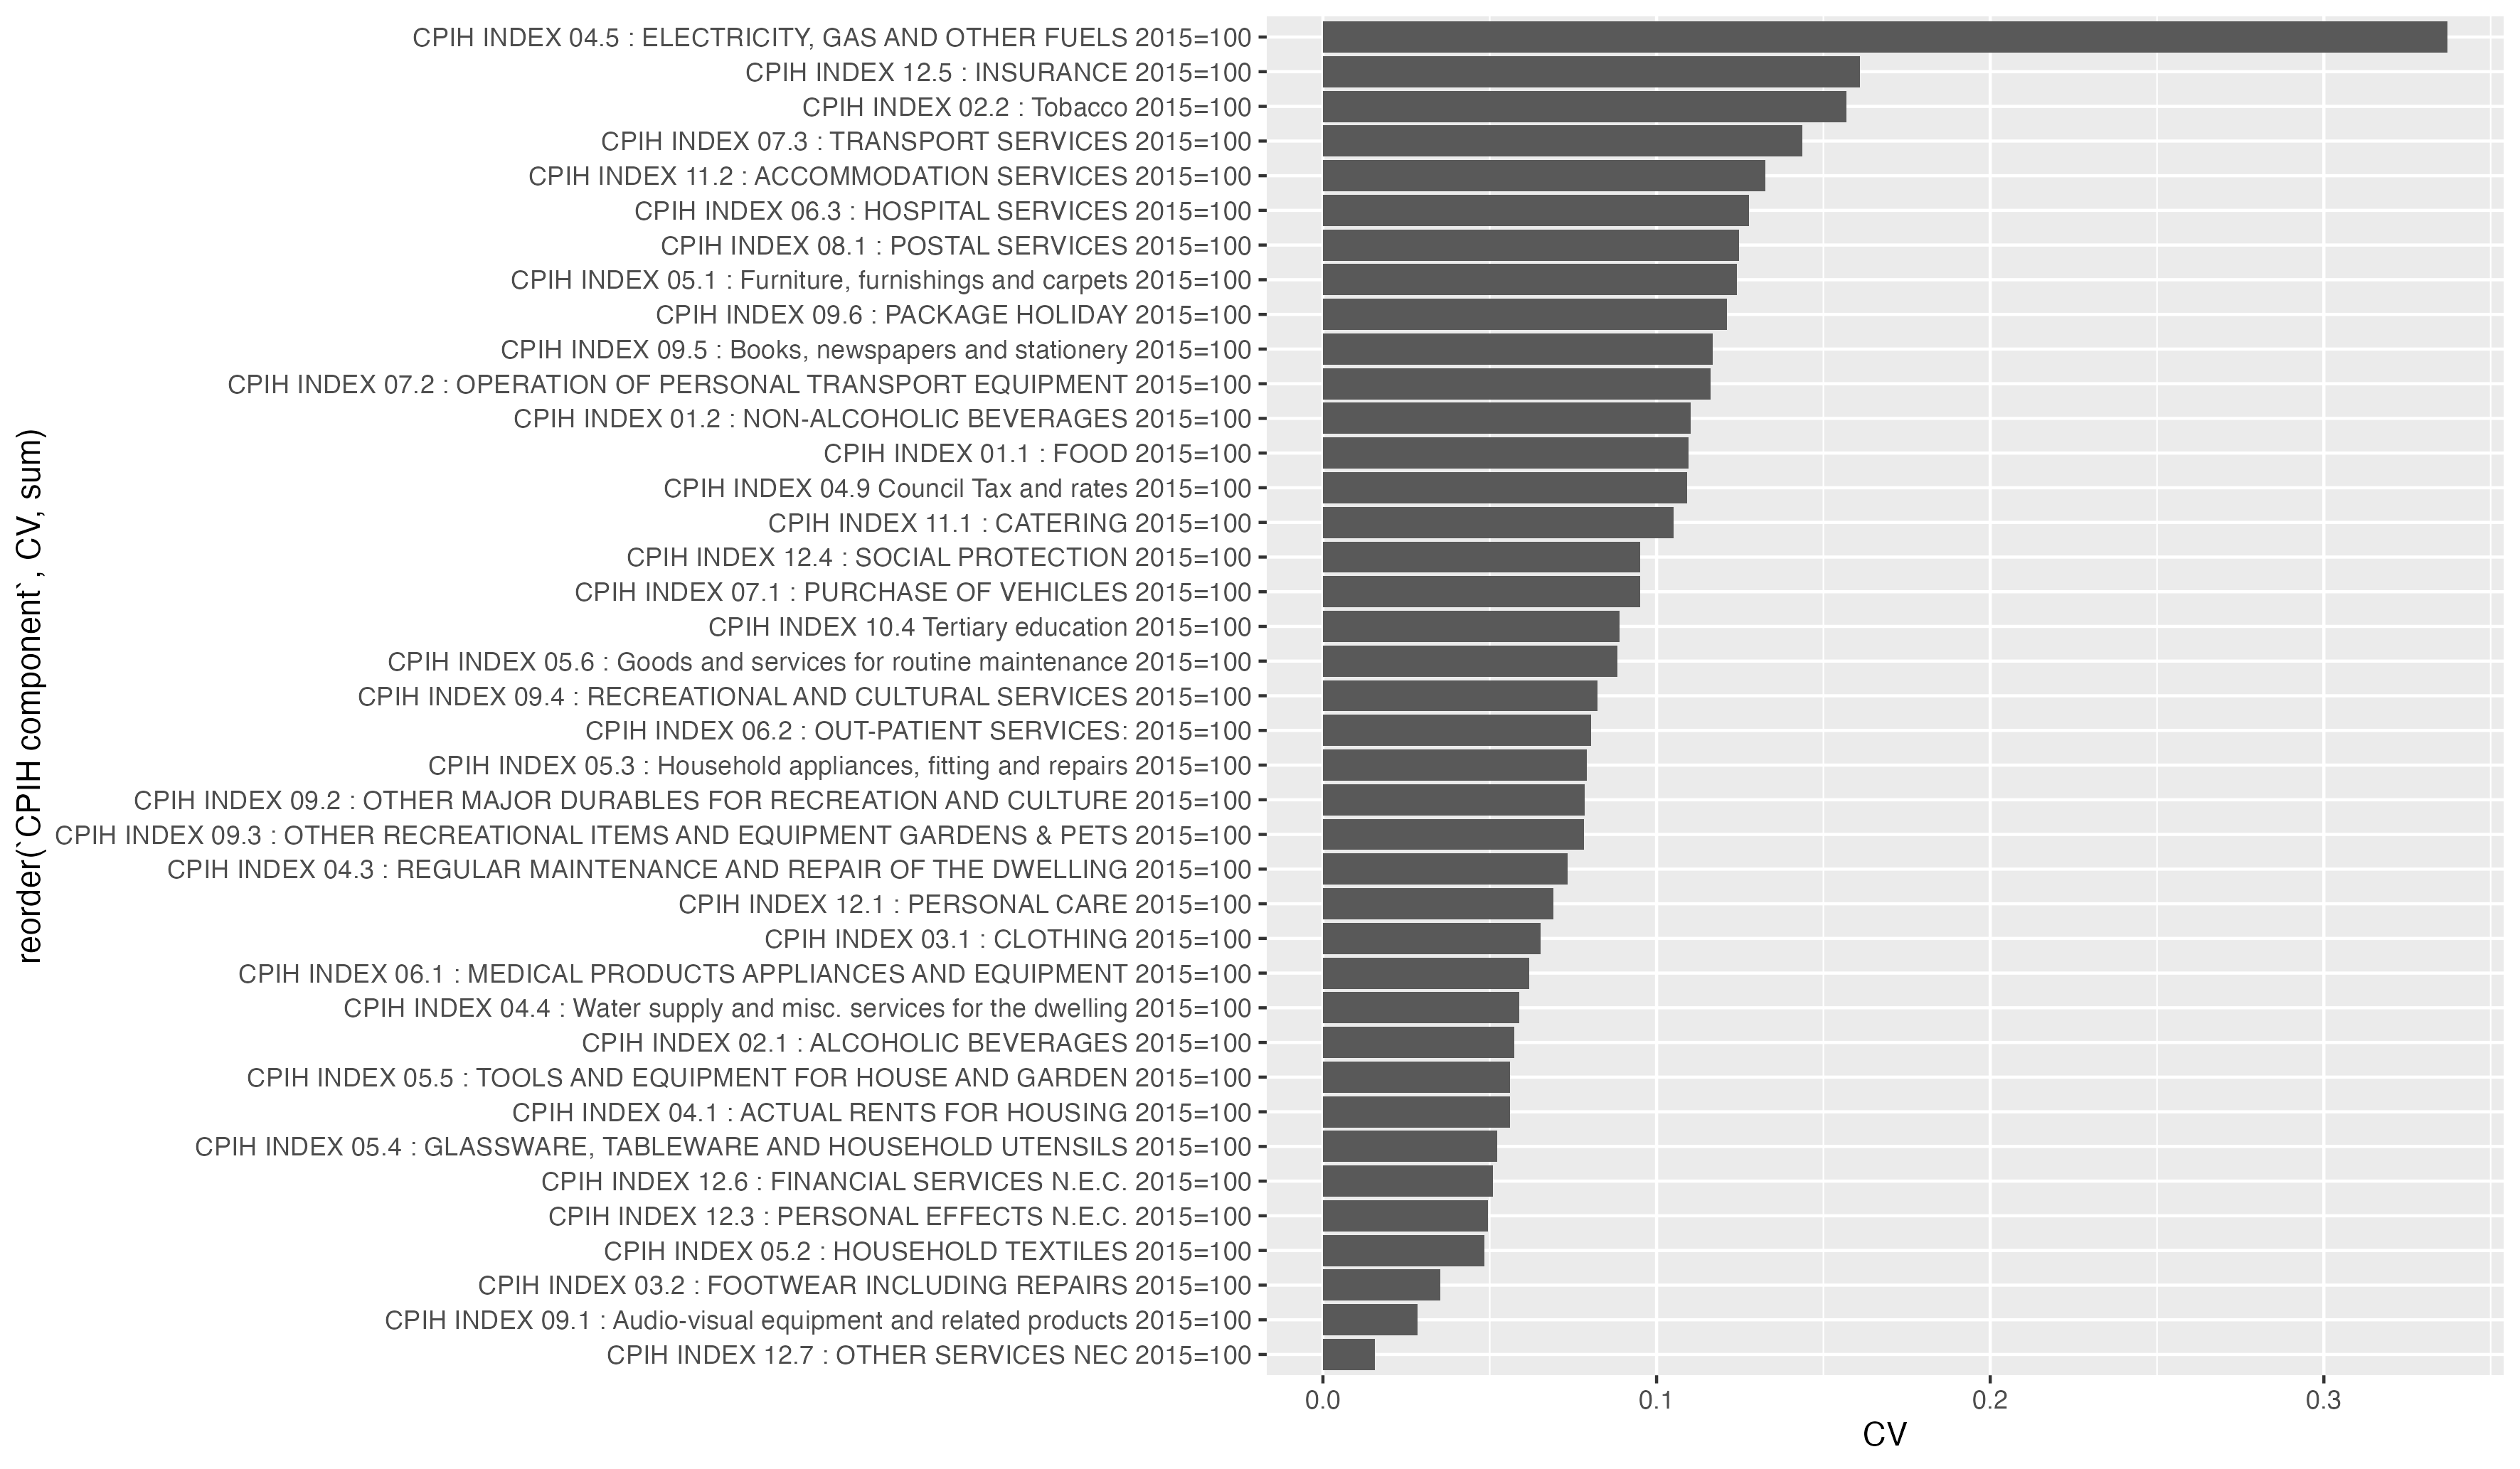 CPIH INDEX 04.5 : ELECTRICITY, GAS AND OTHER FUELS 2015=100
CPIH INDEX 12.5 : INSURANCE 2015=100
CPIH INDEX 02.2 : Tobacco 2015=100
CPIH INDEX 07.3 : TRANSPORT SERVICES 2015=100
CPIH INDEX 11.2 : ACCOMMODATION SERVICES 2015=100
CPIH INDEX 06.3 : HOSPITAL SERVICES 2015=100
CPIH INDEX 08.1 : POSTAL SERVICES 2015=100
CPIH INDEX 05.1 : Furniture, furnishings and carpets 2015=100
CPIH INDEX 09.6 : PACKAGE HOLIDAY 2015=100
CPIH INDEX 09.5 : Books, newspapers and stationery 2015=100
CPIH INDEX 07.2 : OPERATION OF PERSONAL TRANSPORT EQUIPMENT 2015=100
CPIH INDEX 01.2 : NON-ALCOHOLIC BEVERAGES 2015=100
CPIH INDEX 01.1 : FOOD 2015=100
CPIH INDEX 04.9 Council Tax and rates 2015=100
CPIH INDEX 11.1 : CATERING 2015=100
CPIH INDEX 12.4 : SOCIAL PROTECTION 2015=100
CPIH INDEX 07.1 : PURCHASE OF VEHICLES 2015=100
CPIH INDEX 10.4 Tertiary education 2015=100
CPIH INDEX 05.6 : Goods and services for routine maintenance 2015=100
CPIH INDEX 09.4 : RECREATIONAL AND CULTURAL SERVICES 2015=100
CPIH INDEX 06.2 : OUT-PATIENT SERVICES: 2015=100
CPIH INDEX 05.3 : Household appliances, fitting and repairs 2015=100
CPIH INDEX 09.2 : OTHER MAJOR DURABLES FOR RECREATION AND CULTURE 2015=100
CPIH INDEX 09.3 : OTHER RECREATIONAL ITEMS AND EQUIPMENT GARDENS & PETS 2015=100
CPIH INDEX 04.3 : REGULAR MAINTENANCE AND REPAIR OF THE DWELLING 2015=100
CPIH INDEX 12.1 : PERSONAL CARE 2015=100
CPIH INDEX 03.1 : CLOTHING 2015=100
CPIH INDEX 06.1 : MEDICAL PRODUCTS APPLIANCES AND EQUIPMENT 2015=100
CPIH INDEX 04.4 : Water supply and misc. services for the dwelling 2015=100
CPIH INDEX 02.1 : ALCOHOLIC BEVERAGES 2015=100
CPIH INDEX 05.5 : TOOLS AND EQUIPMENT FOR HOUSE AND GARDEN 2015=100
CPIH INDEX 04.1 : ACTUAL RENTS FOR HOUSING 2015=100
CPIH INDEX 05.4 : GLASSWARE, TABLEWARE AND HOUSEHOLD UTENSILS 2015=100
CPIH INDEX 12.6 : FINANCIAL SERVICES N.E.C. 2015=100
CPIH INDEX 12.3 : PERSONAL EFFECTS N.E.C. 2015=100
CPIH INDEX 05.2 : HOUSEHOLD TEXTILES 2015=100
CPIH INDEX 03.2 : FOOTWEAR INCLUDING REPAIRS 2015=100
CPIH INDEX 09.1 : Audio-visual equipment and related products 2015=100
CPIH INDEX 12.7 : OTHER SERVICES NEC 2015=100
reorder(`CPIH component`, CV, sum)
0.0 0.1 0.2 0.3
CV